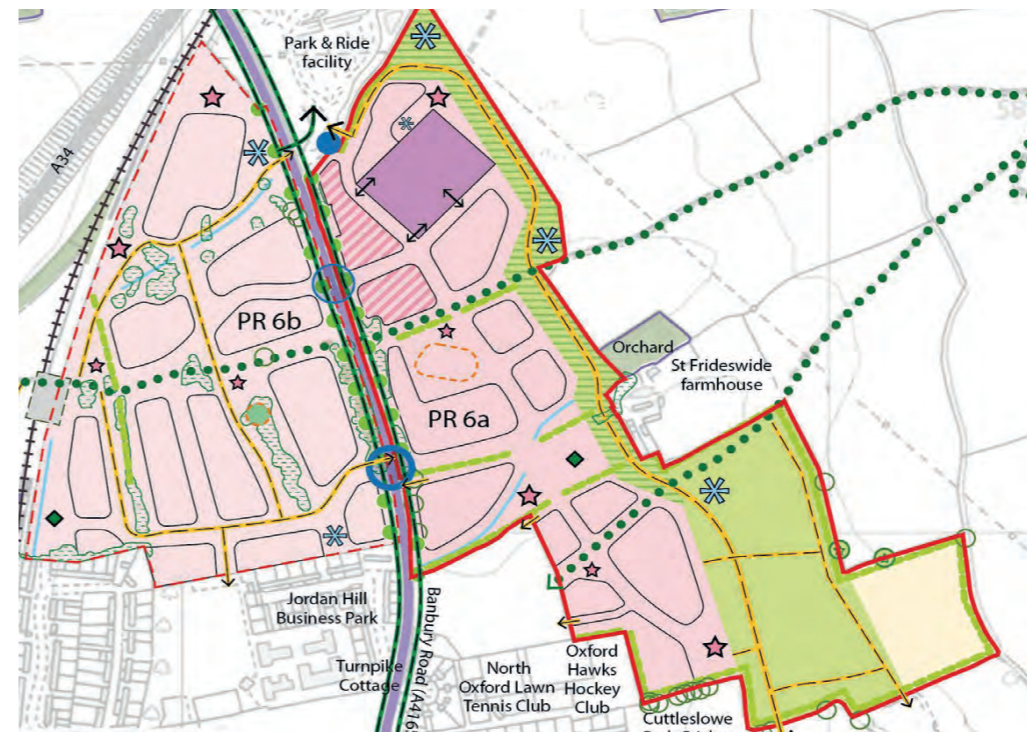 Park & Ride
facility
A34
PR 6b
Orchard
St Frideswide
farmhouse
PR 6a
Jordan Hill
Business Park
Turnpike
Cottage
Banbury Road (A4165
North
Oxford Lawn
Tennis Club
Oxford
Hawks
Hockey
Club
Cuttleslowe